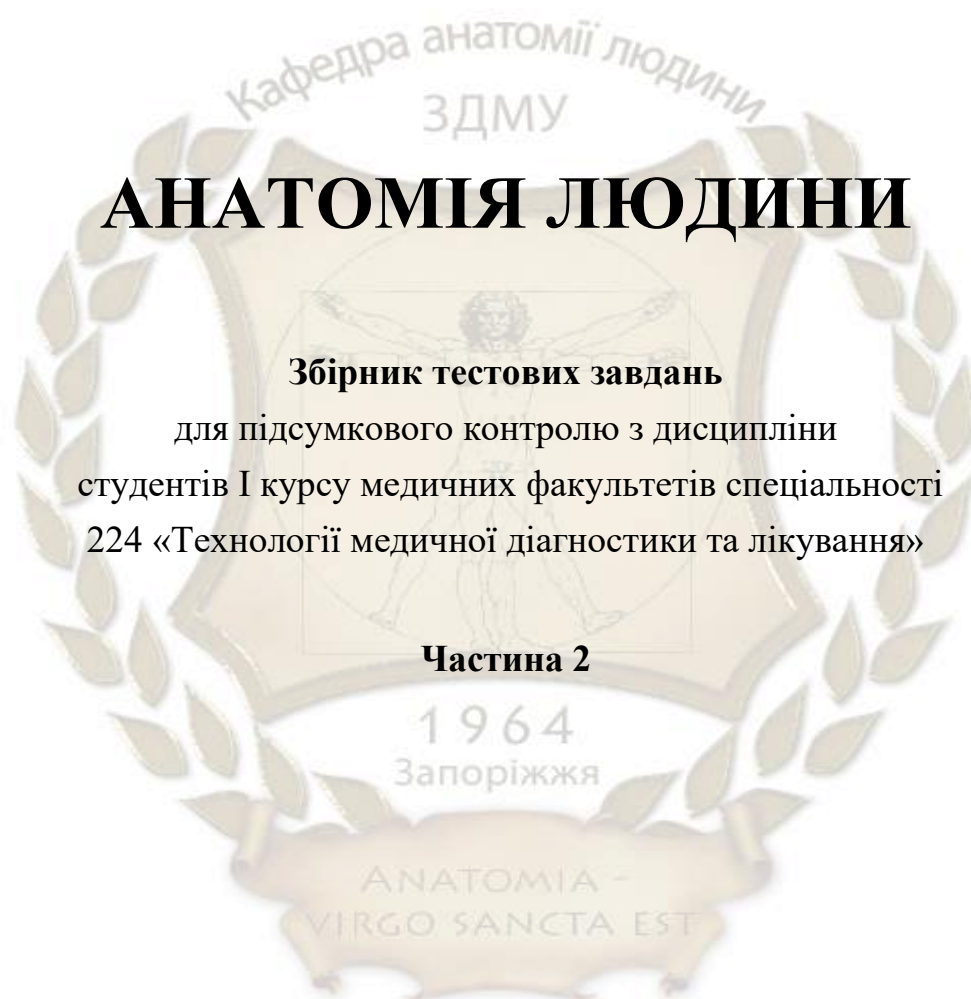 Кафедра анатомії людини
ЗДМУ
АНАТОМІЯ ЛЮДИНИ
Збірник тестових завдань
для підсумкового контролю з дисципліни
студентів І курсу медичних факультетів спеціальності
224 «Технології медичної діагностики та лікування»
Частина 2
1964
Запоріжжя
ANATOMIA -
VIRGO SANCTA EST